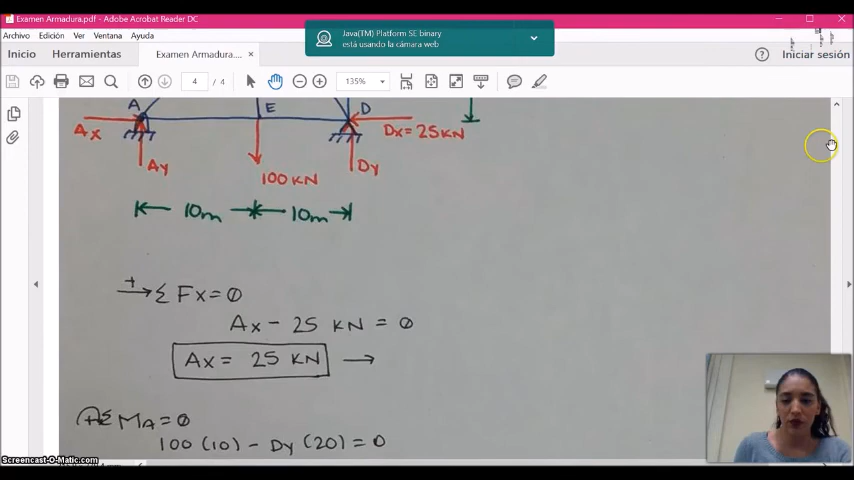 Examen Armadura.pdf - Adobe Acrobat Reader DC
Java(TM) Platform SE binary
está usando la cámara web
Archivo Edición Ver Ventana Ayuda
Inicio Herramientas Examen Armadura.... × Iniciar sesión
4 / 4 135%
A E D
Ax Dx = 25KN
Ay 100 KN Dy
10m 10m
+ Σ Fx = 0
Ax - 25 KN = 0
Ax = 25 KN →
+ Σ MA = 0
100 (10) - Dy (20) = 0
Screencast-O-Matic.com